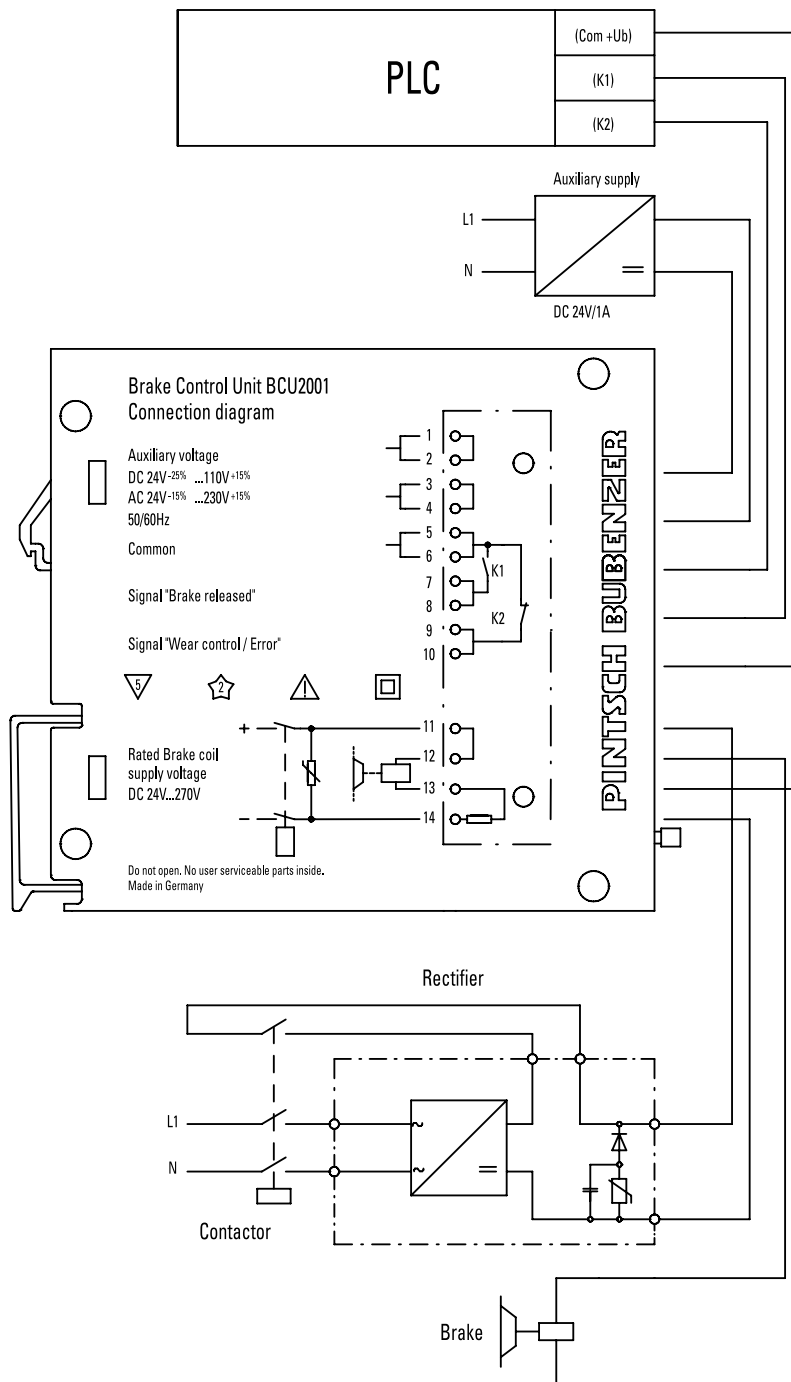 PLC
(Com +Ub)
(K1)
(K2)
Auxiliary supply
L1
N
DC 24V/1A
Brake Control Unit BCU2001
Connection diagram
Auxiliary voltage
DC 24V-25% ...110V+15%
AC 24V-15% ...230V+15%
50/60Hz
Common
Signal "Brake released"
Signal "Wear control / Error"
5
2
!
1
2
3
4
5
6
7
8
9
10
K1
K2
+
11
12
13
-
14
Rated Brake coil
supply voltage
DC 24V...270V
Do not open. No user serviceable parts inside.
Made in Germany
PINTSCH BUBENZER
Rectifier
L1
~
N
~
Contactor
Brake